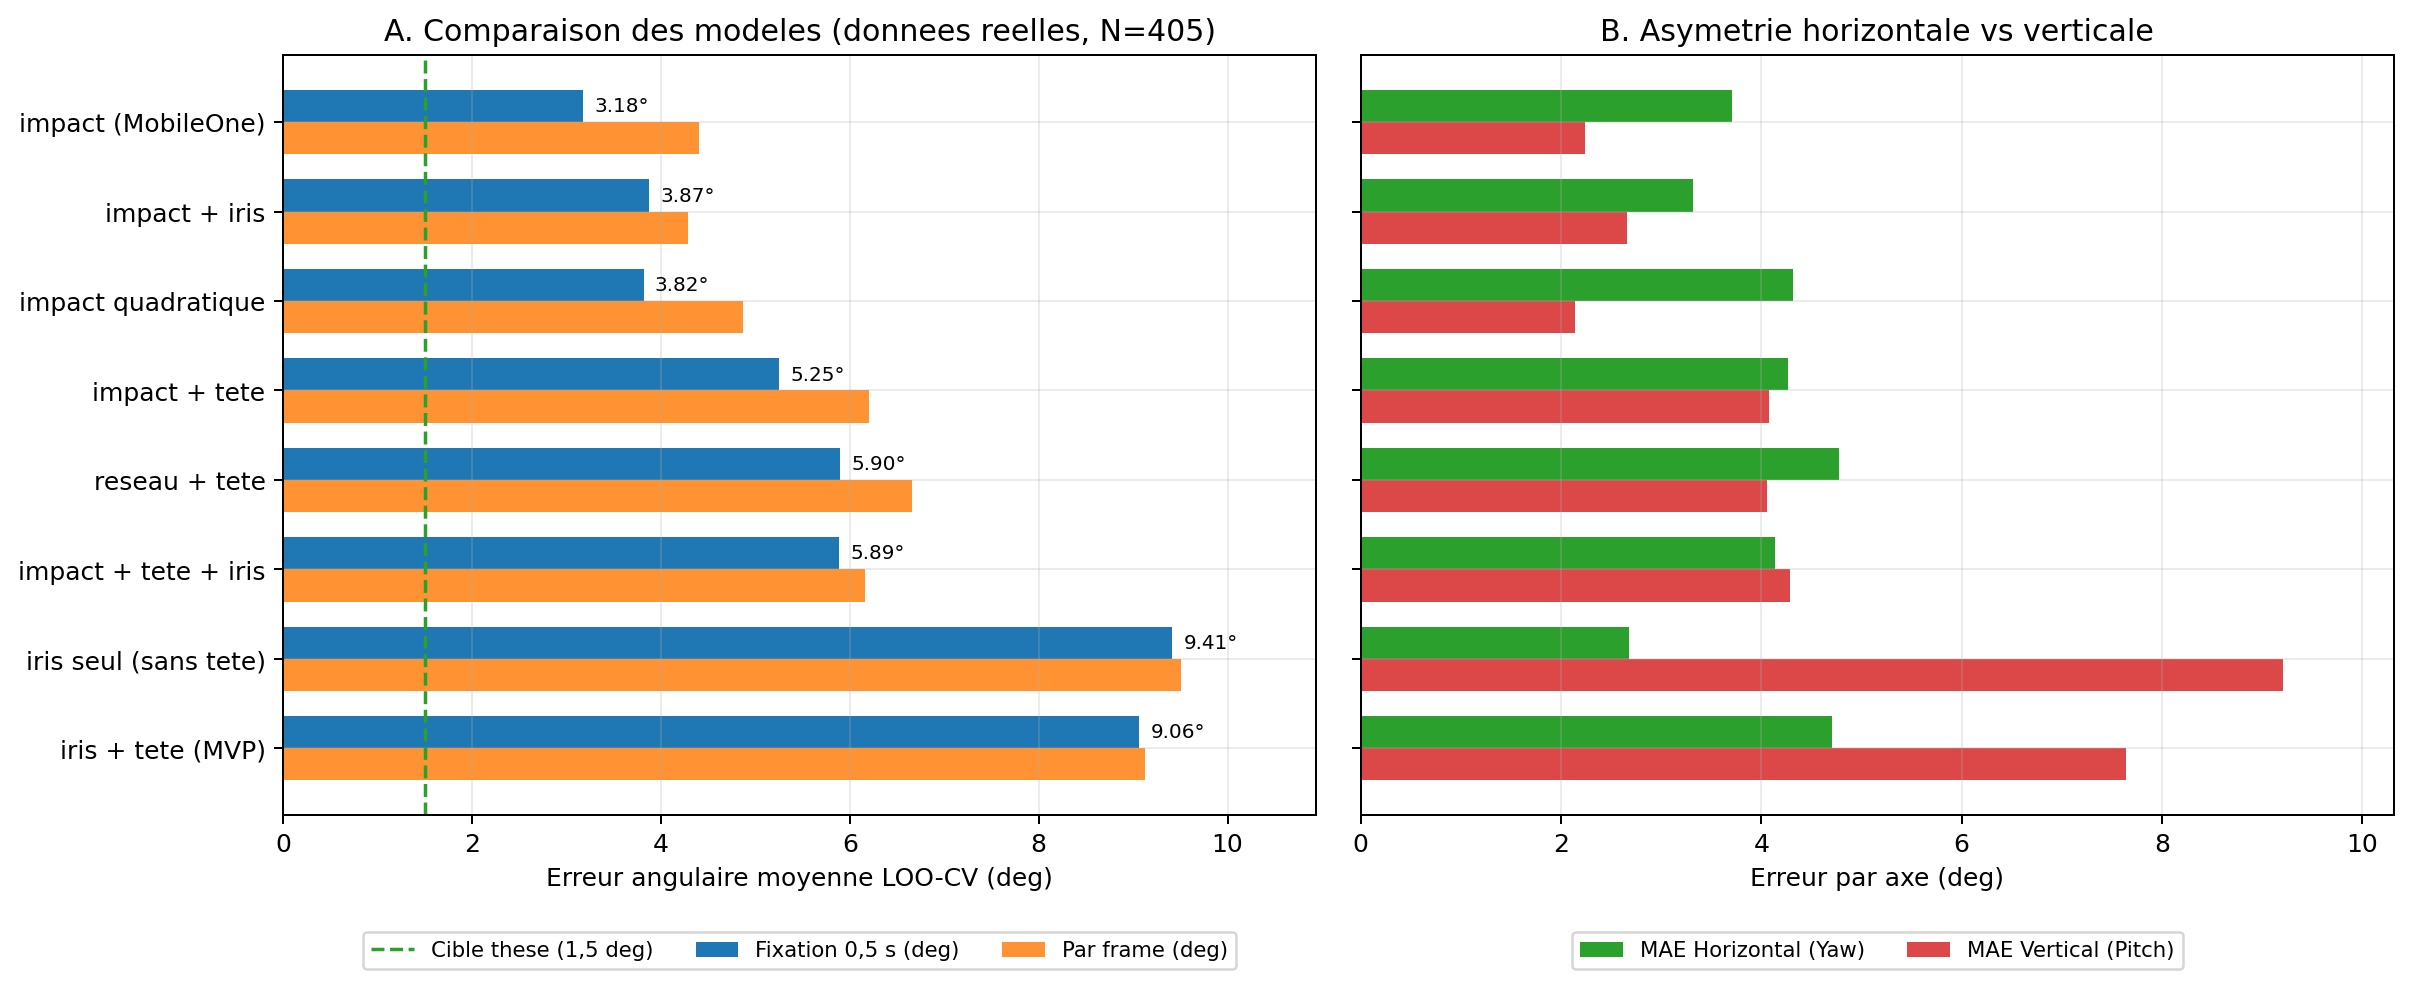 A. Comparaison des modeles (donnees reelles, N=405)
impact (MobileOne)
3.18°
impact + iris
3.87°
impact quadratique
3.82°
impact + tete
5.25°
reseau + tete
5.90°
impact + tete + iris
5.89°
iris seul (sans tete)
9.41°
iris + tete (MVP)
9.06°
0 2 4 6 8 10
Erreur angulaire moyenne LOO-CV (deg)
Cible these (1,5 deg) Fixation 0,5 s (deg) Par frame (deg)
B. Asymetrie horizontale vs verticale
0 2 4 6 8 10
Erreur par axe (deg)
MAE Horizontal (Yaw) MAE Vertical (Pitch)